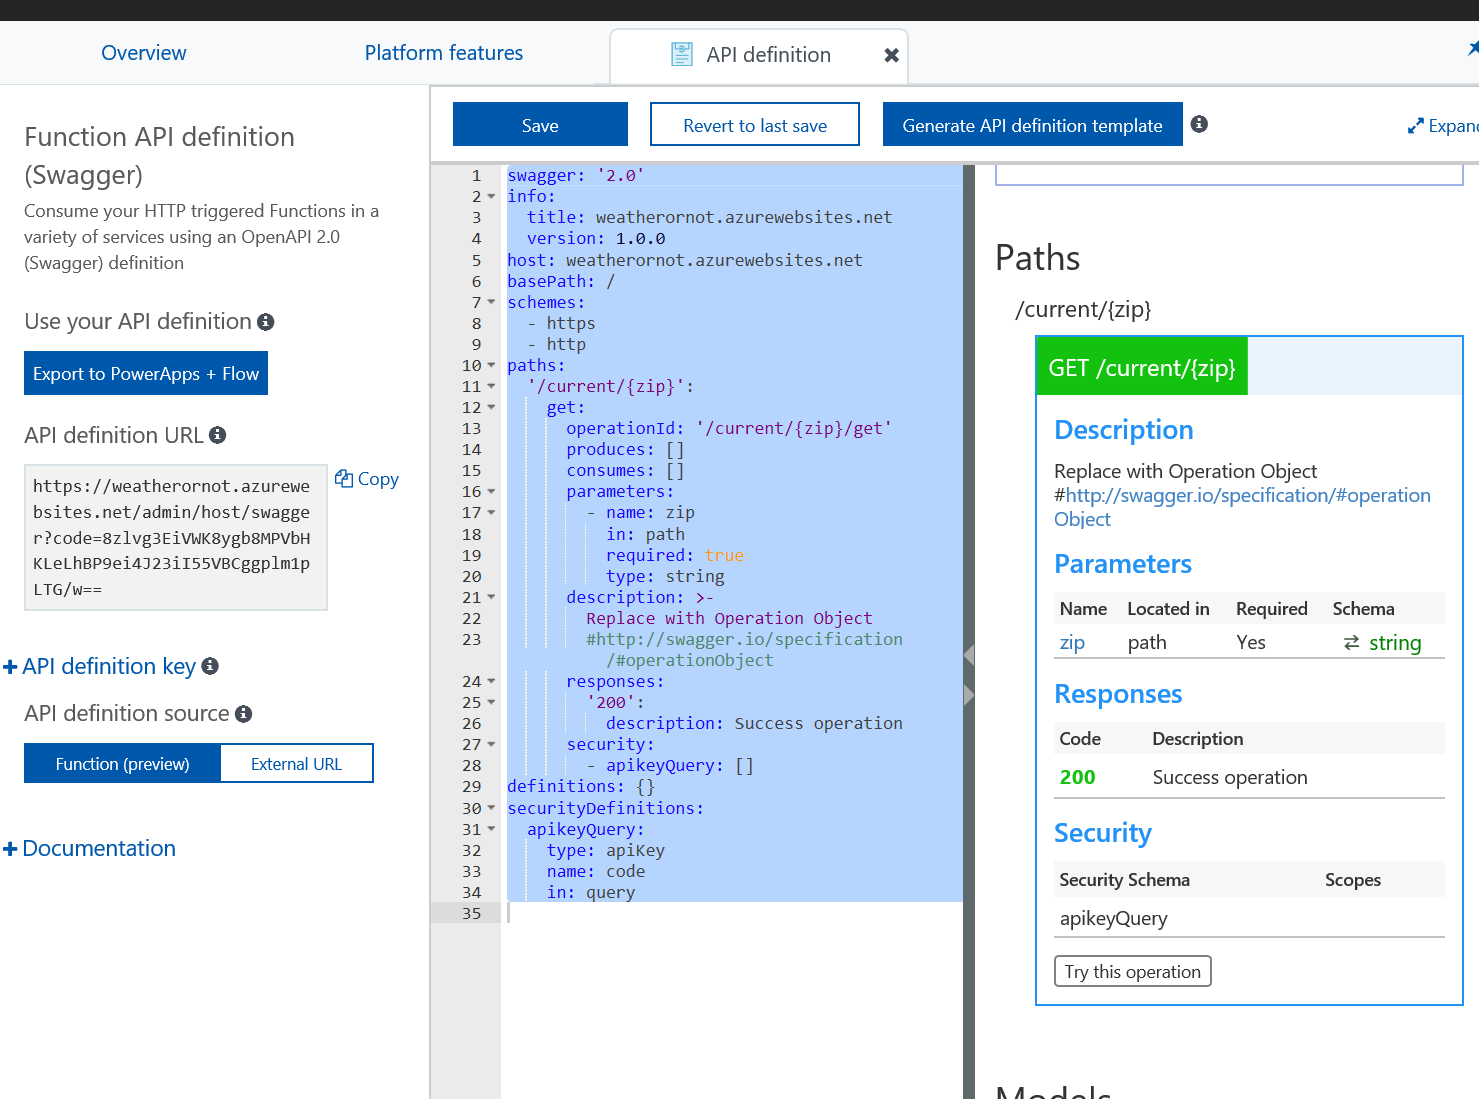 Overview
Platform features
API definition
Function API definition
(Swagger)
Consume your HTTP triggered Functions in a
variety of services using an OpenAPI 2.0
(Swagger) definition
Use your API definition
Export to PowerApps + Flow
API definition URL
https://weatherornot.azurewe
bsites.net/admin/host/swagge
r?code=8zlvg3EiVWK8ygb8MPVbH
KLeLhBP9ei4J23iI55VBCggplm1p
LTG/w==
Copy
API definition key
API definition source
Function (preview)
External URL
Documentation
Save
Revert to last save
Generate API definition template
Expand
1 swagger: '2.0'
2 info:
3 title: weatherornot.azurewebsites.net
4 version: 1.0.0
5 host: weatherornot.azurewebsites.net
6 basePath: /
7 schemes:
8 - https
9 - http
10 paths:
11 '/current/{zip}':
12 get:
13 operationId: '/current/{zip}/get'
14 produces: []
15 consumes: []
16 parameters:
17 - name: zip
18 in: path
19 required: true
20 type: string
21 description: >-
22 Replace with Operation Object
23 #http://swagger.io/specification
/#operationObject
24 responses:
25 '200':
26 description: Success operation
27 security:
28 - apikeyQuery: []
29 definitions: {}
30 securityDefinitions:
31 apikeyQuery:
32 type: apiKey
33 name: code
34 in: query
35
Paths
/current/{zip}
GET /current/{zip}
Description
Replace with Operation Object
#http://swagger.io/specification/#operation
Object
Parameters
Name Located in Required Schema
zip path Yes ⇄ string
Responses
Code Description
200 Success operation
Security
Security Schema Scopes
apikeyQuery
Try this operation
Models